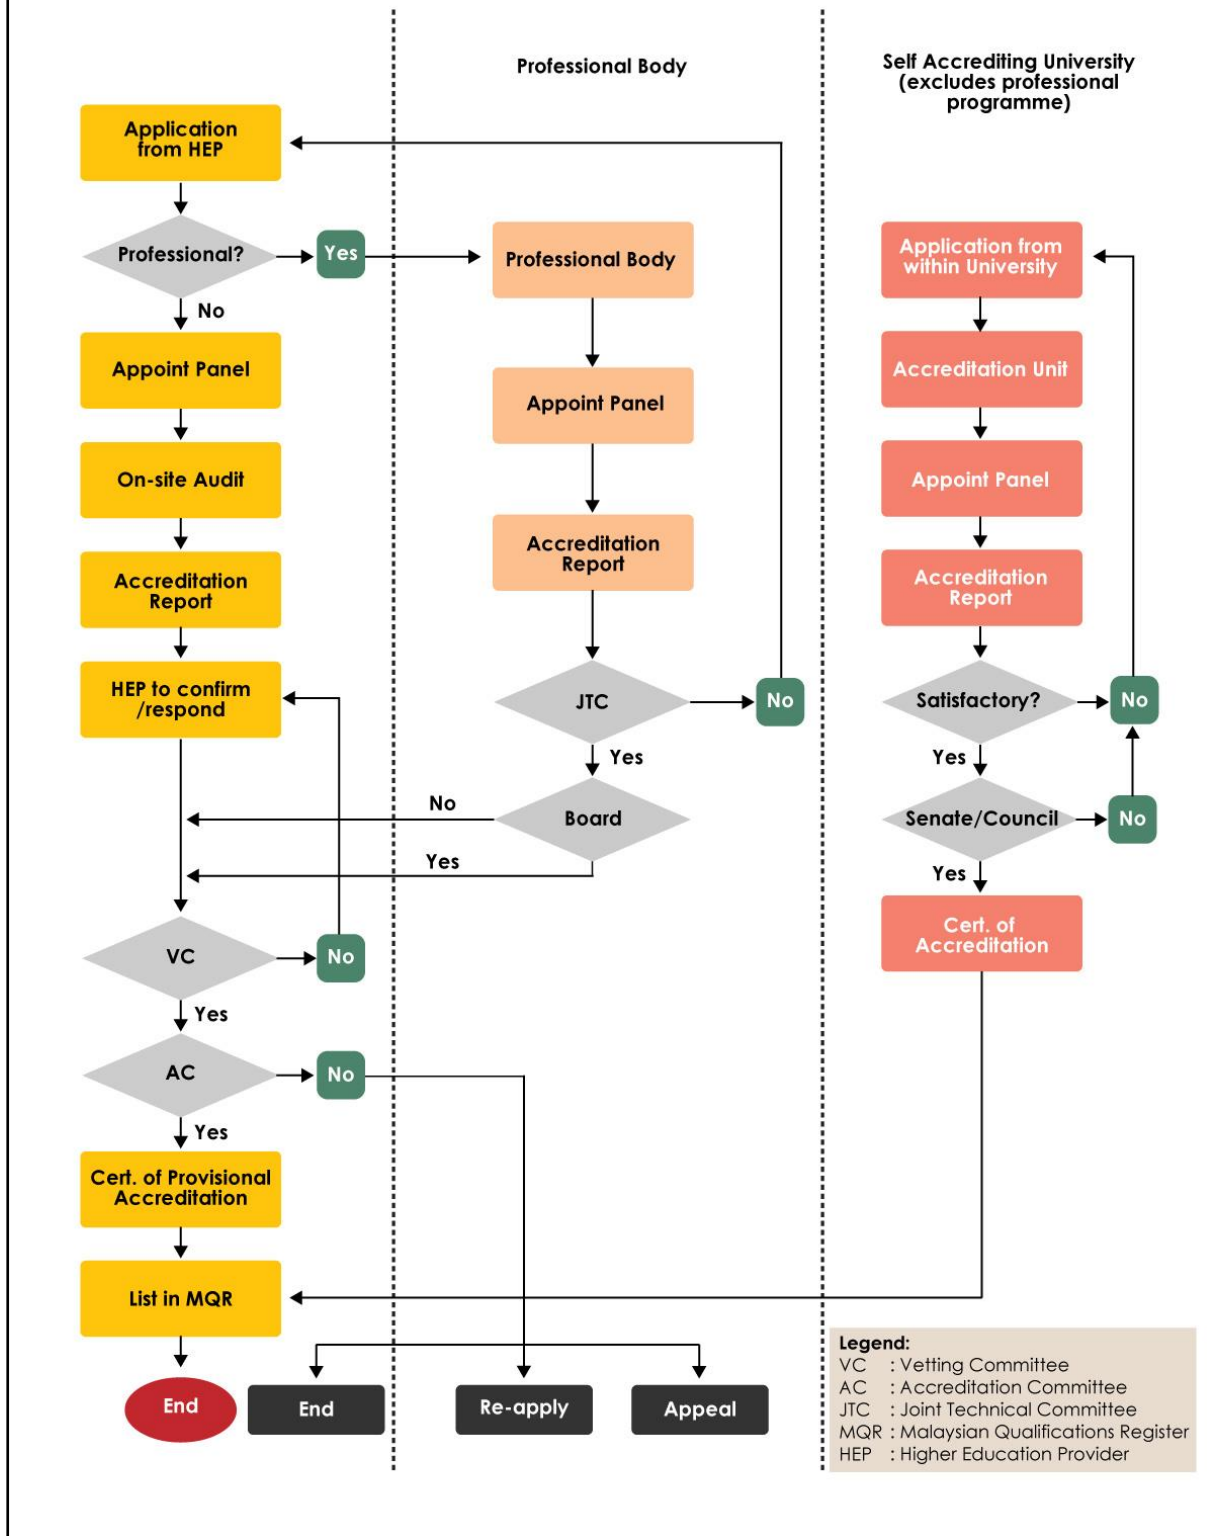 Professional Body
Self Accrediting University
(excludes professional
programme)
Application
from HEP
Professional?
Yes
No
Appoint Panel
On-site Audit
Accreditation
Report
HEP to confirm
/respond
VC
No
Yes
AC
No
Yes
Cert. of Provisional
Accreditation
List in MQR
End
Professional Body
Appoint Panel
Accreditation
Report
JTC
No
Yes
Board
No
Yes
End
Re-apply
Appeal
Application from
within University
Accreditation Unit
Appoint Panel
Accreditation
Report
Satisfactory?
No
Yes
Senate/Council
No
Yes
Cert. of
Accreditation
Legend:
VC : Vetting Committee
AC : Accreditation Committee
JTC : Joint Technical Committee
MQR : Malaysian Qualifications Register
HEP : Higher Education Provider